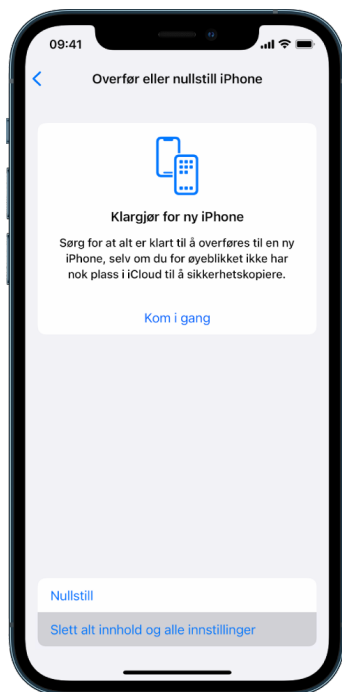 09:41
Overfør eller nullstill iPhone
Klargjør for ny iPhone
Sørg for at alt er klart til å overføres til en ny
iPhone, selv om du for øyeblikket ikke har
nok plass i iCloud til å sikkerhetskopiere.
Kom i gang
Nullstill
Slett alt innhold og alle innstillinger